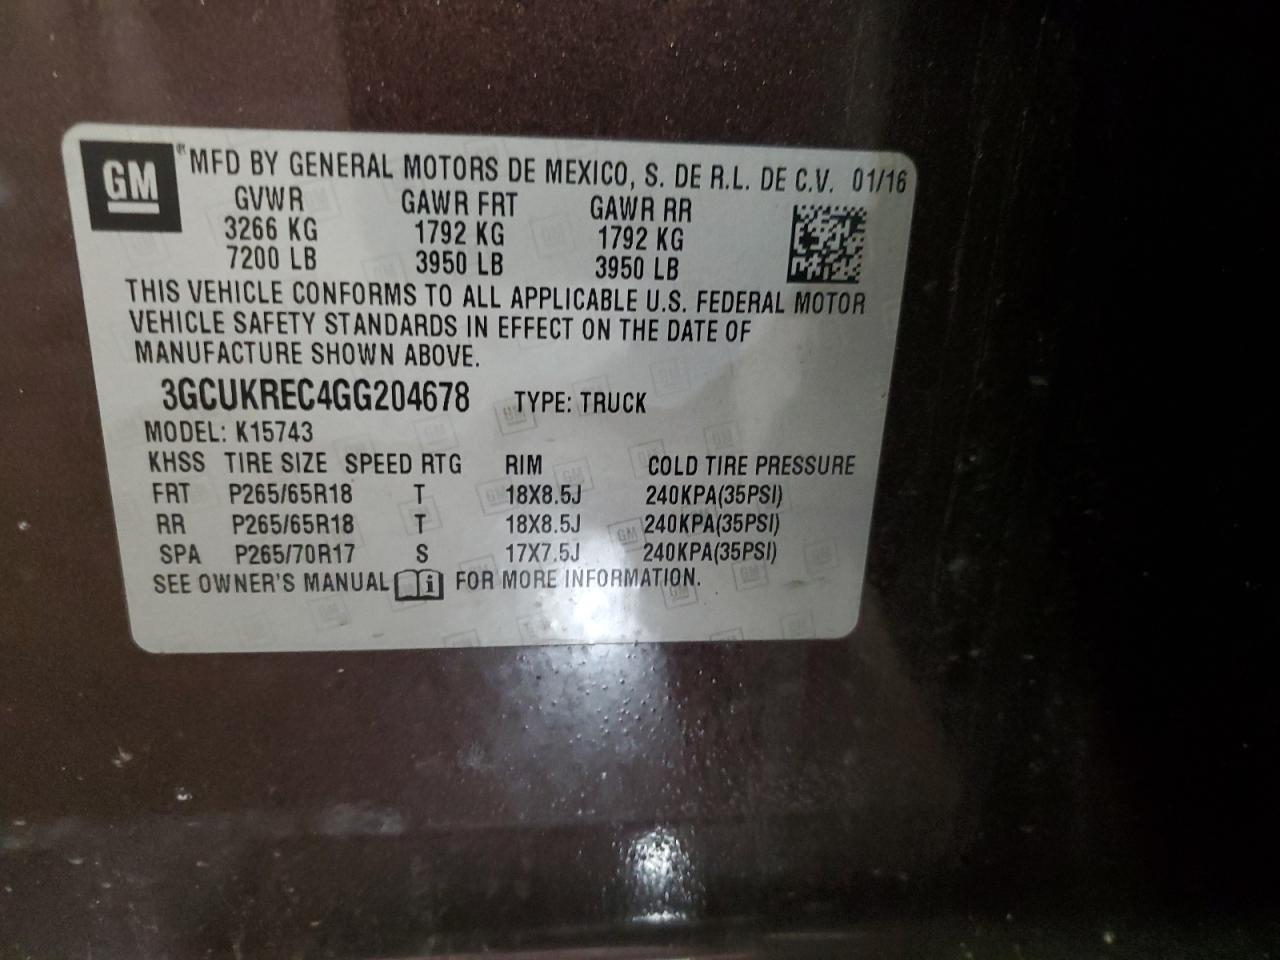 GM ® MFD BY GENERAL MOTORS DE MEXICO, S. DE R.L. DE C.V. 01/16
GVWR GAWR FRT GAWR RR
3266 KG 1792 KG 1792 KG
7200 LB 3950 LB 3950 LB
THIS VEHICLE CONFORMS TO ALL APPLICABLE U.S. FEDERAL MOTOR
VEHICLE SAFETY STANDARDS IN EFFECT ON THE DATE OF
MANUFACTURE SHOWN ABOVE.
3GCUKREC4GG204678 TYPE: TRUCK
MODEL: K15743
KHSS TIRE SIZE SPEED RTG RIM COLD TIRE PRESSURE
FRT P265/65R18 T 18X8.5J 240KPA(35PSI)
RR P265/65R18 T 18X8.5J 240KPA(35PSI)
SPA P265/70R17 S 17X7.5J 240KPA(35PSI)
SEE OWNER'S MANUAL i FOR MORE INFORMATION.